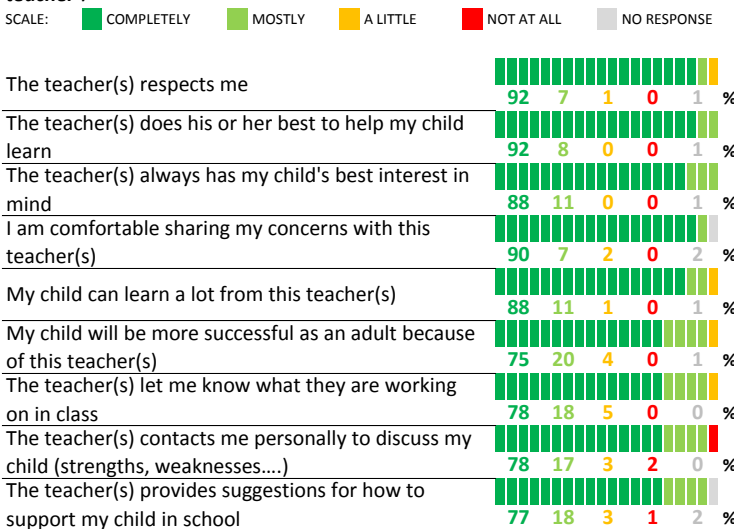 SCALE: COMPLETELY MOSTLY A LITTLE NOT AT ALL NO RESPONSE
The teacher(s) respects me
92 7 1 0 1 %
The teacher(s) does his or her best to help my child
learn
92 8 0 0 1 %
The teacher(s) always has my child's best interest in
mind
88 11 0 0 1 %
I am comfortable sharing my concerns with this
teacher(s)
90 7 2 0 2 %
My child can learn a lot from this teacher(s)
88 11 1 0 1 %
My child will be more successful as an adult because
of this teacher(s)
75 20 4 0 1 %
The teacher(s) let me know what they are working
on in class
78 18 5 0 0 %
The teacher(s) contacts me personally to discuss my
child (strengths, weaknesses....)
78 17 3 2 0 %
The teacher(s) provides suggestions for how to
support my child in school
77 18 3 1 2 %